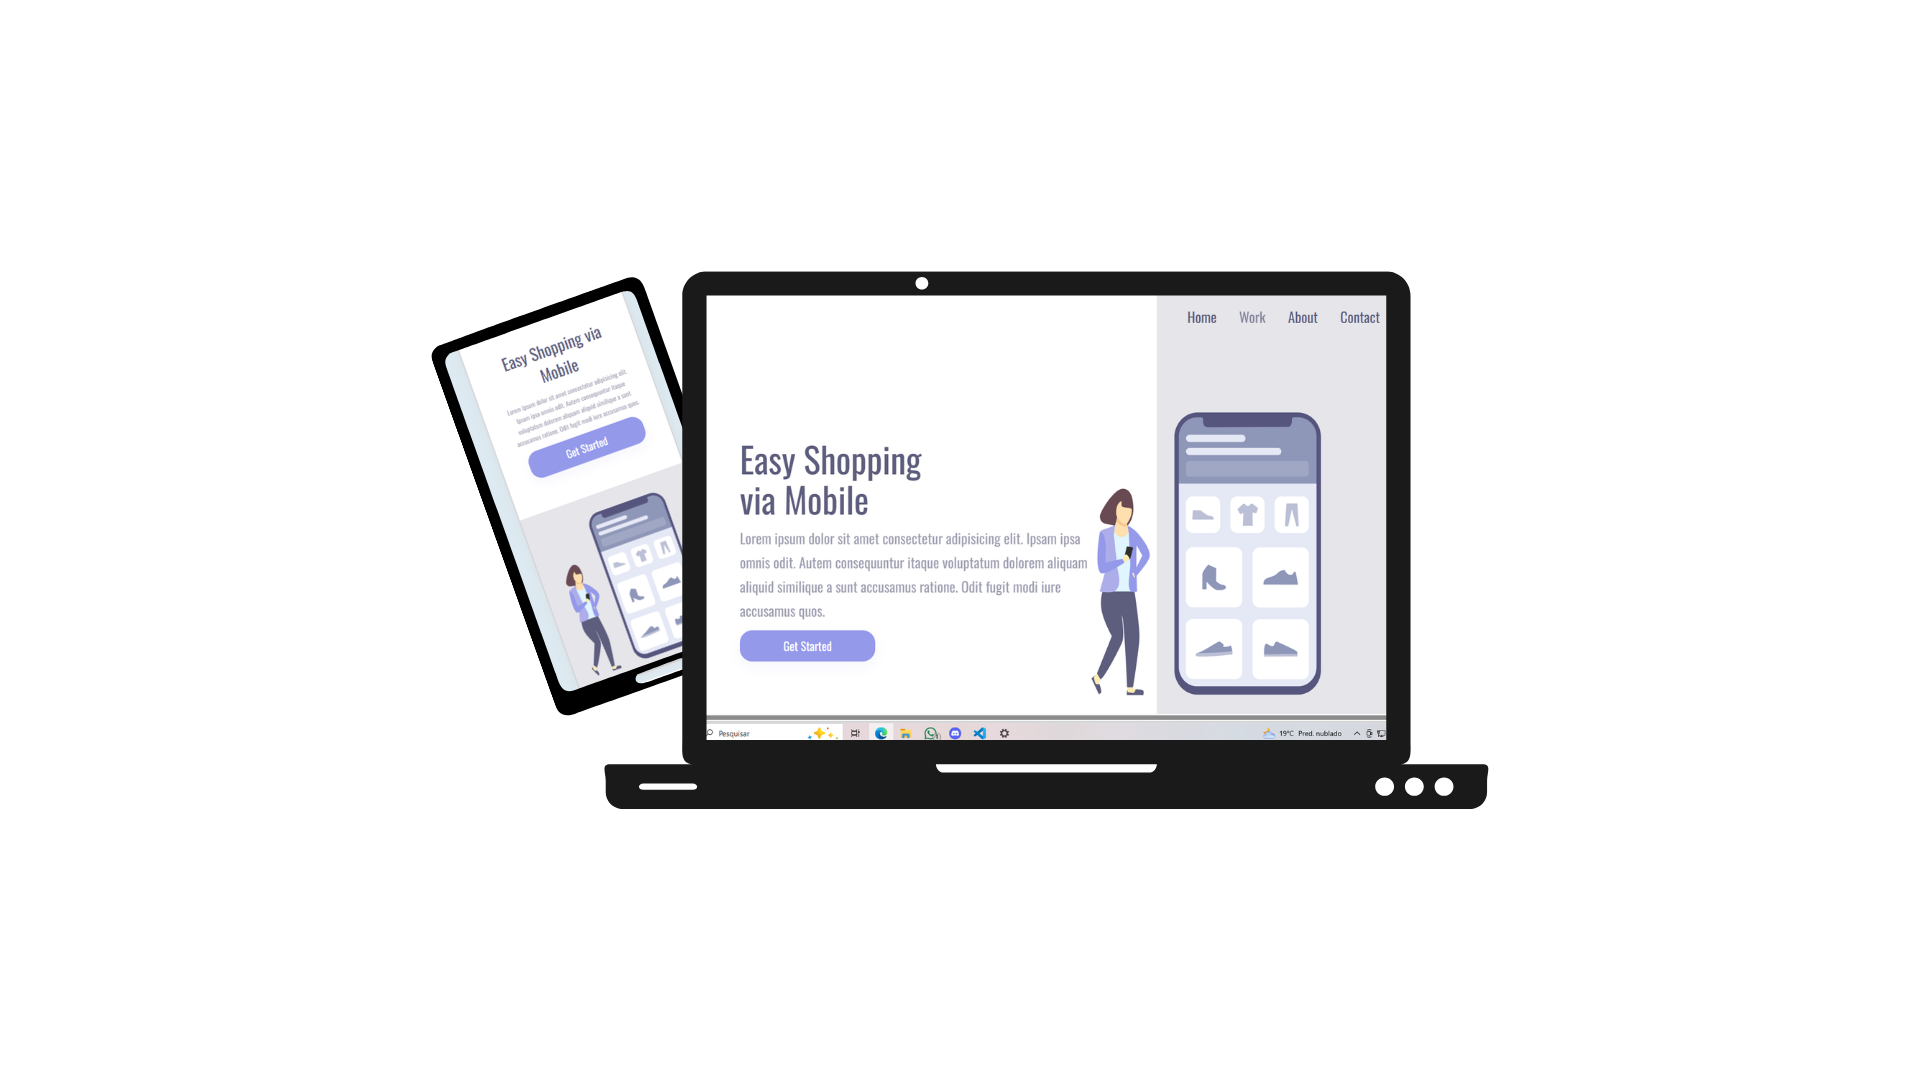 Easy Shopping via
Mobile
Lorem ipsum dolor sit amet consectetur adipisicing elit.
Ipsam ipsa omnis odit. Autem consequuntur itaque
voluptatum dolorem aliquam aliquid similique a sunt
accusamus ratione. Odit fugit modi iure accusamus quos.
Get Started
Home Work About Contact
Easy Shopping
via Mobile
Lorem ipsum dolor sit amet consectetur adipisicing elit. Ipsam ipsa
omnis odit. Autem consequuntur itaque voluptatum dolorem aliquam
aliquid similique a sunt accusamus ratione. Odit fugit modi iure
accusamus quos.
Get Started
Pesquisar 19°C Pred. nublado